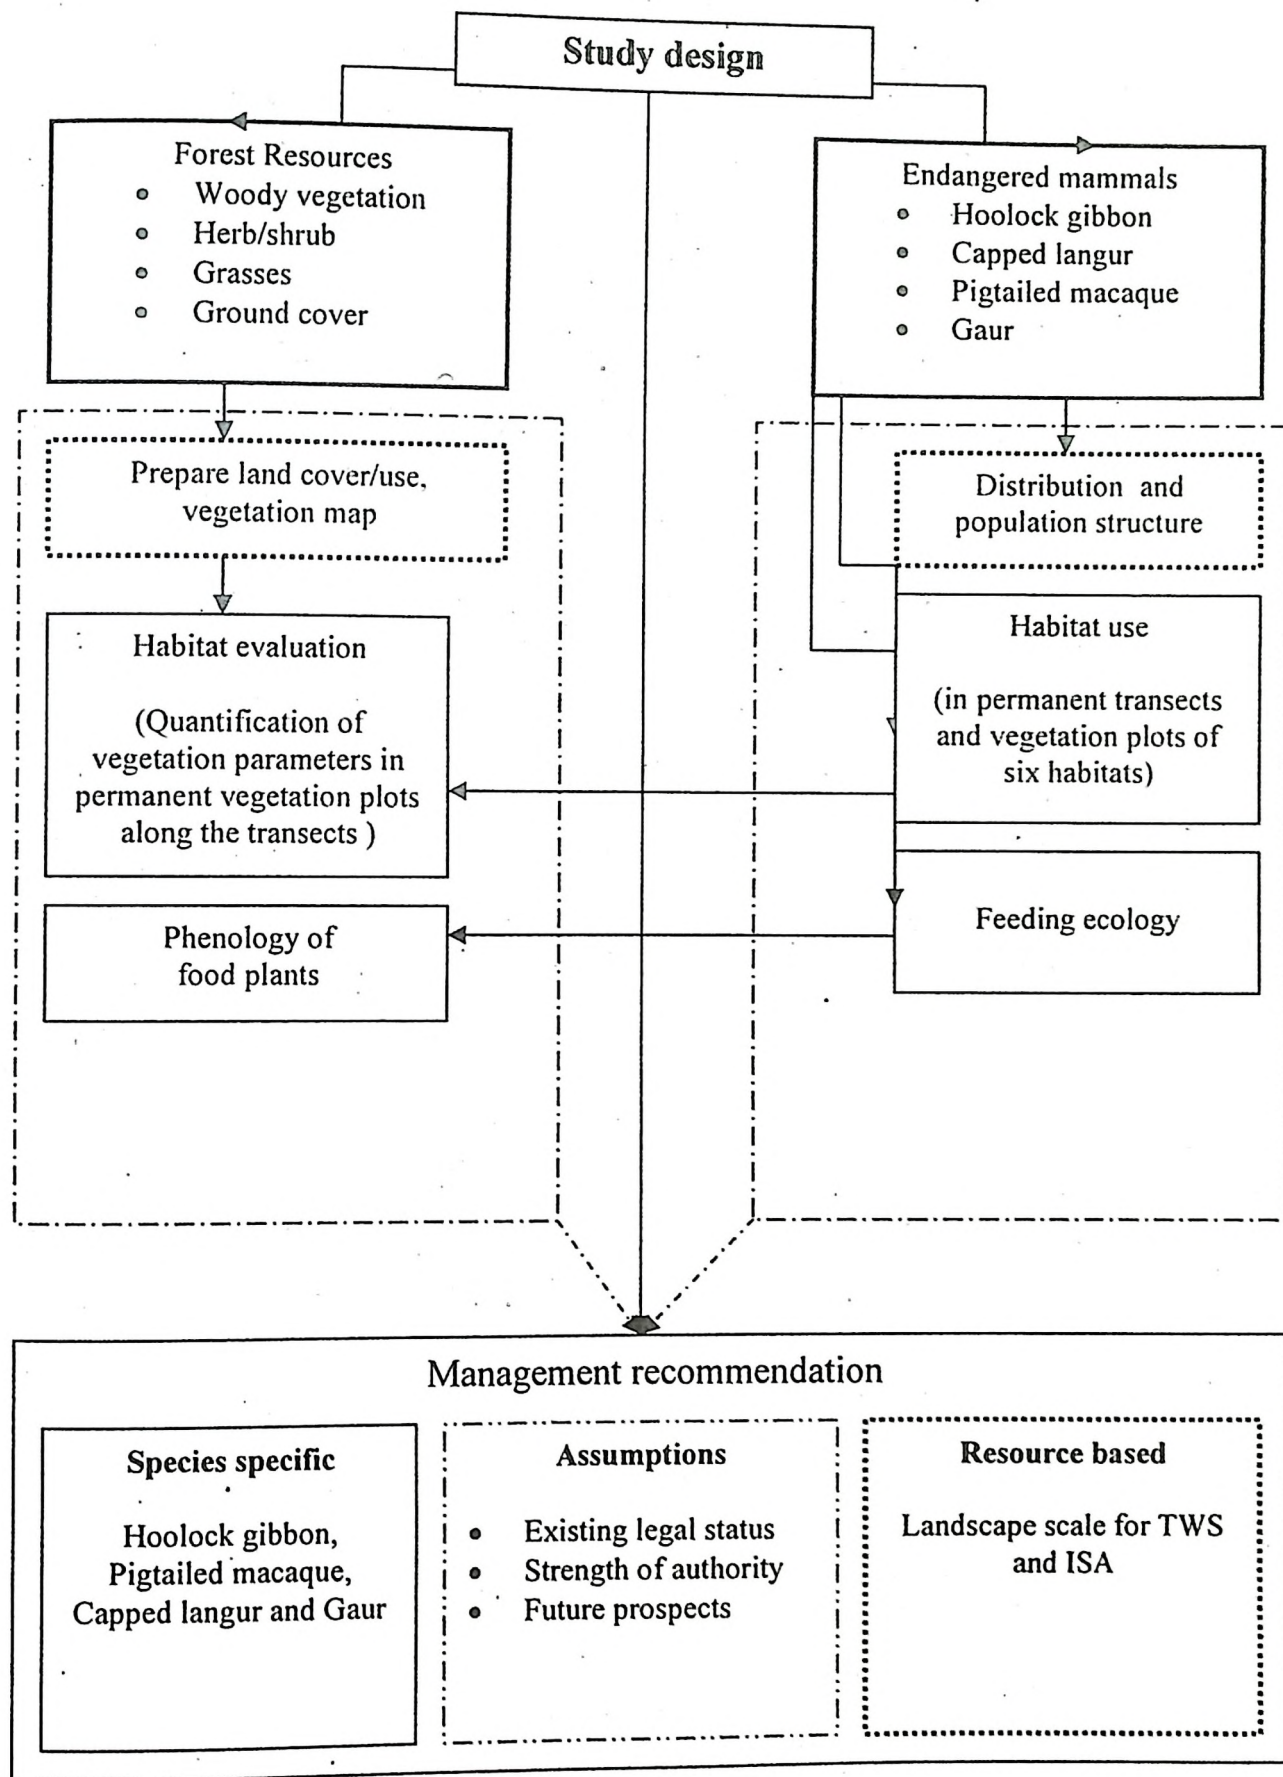 Study design
Forest Resources
• Woody vegetation
• Herb/shrub
• Grasses
• Ground cover
Endangered mammals
• Hoolock gibbon
• Capped langur
• Pigtailed macaque
• Gaur
Prepare land cover/use,
vegetation map
Distribution and
population structure
Habitat evaluation
(Quantification of
vegetation parameters in
permanent vegetation plots
along the transects )
Habitat use
(in permanent transects
and vegetation plots of
six habitats)
Phenology of
food plants
Feeding ecology
Management recommendation
Species specific
Hoolock gibbon,
Pigtailed macaque,
Capped langur and Gaur
Assumptions
• Existing legal status
• Strength of authority
• Future prospects
Resource based
Landscape scale for TWS
and ISA